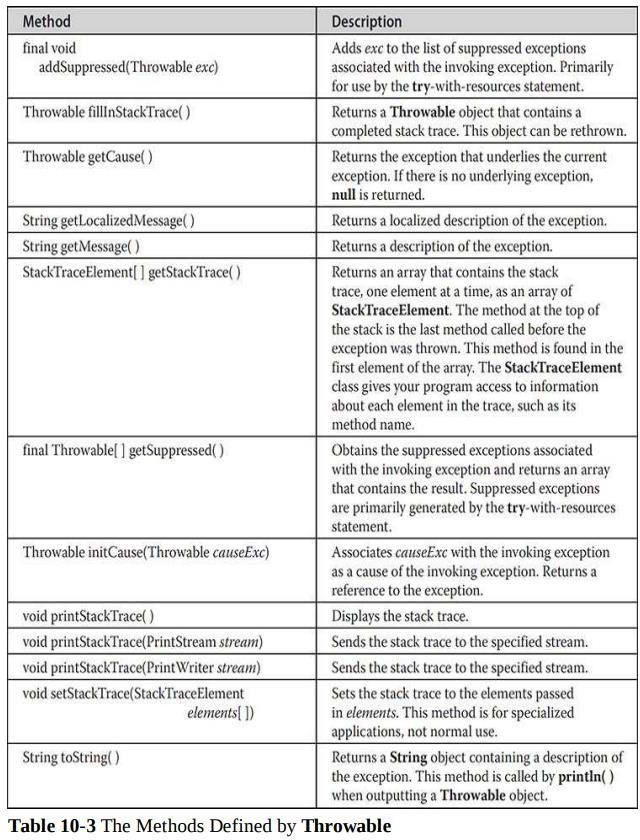 Method Description
final void
addSuppressed(Throwable exc)
Adds exc to the list of suppressed exceptions
associated with the invoking exception. Primarily
for use by the try-with-resources statement.
Throwable fillInStackTrace( )
Returns a Throwable object that contains a
completed stack trace. This object can be rethrown.
Throwable getCause( )
Returns the exception that underlies the current
exception. If there is no underlying exception,
null is returned.
String getLocalizedMessage( )
Returns a localized description of the exception.
String getMessage( )
Returns a description of the exception.
StackTraceElement[ ] getStackTrace( )
Returns an array that contains the stack
trace, one element at a time, as an array of
StackTraceElement. The method at the top of
the stack is the last method called before the
exception was thrown. This method is found in the
first element of the array. The StackTraceElement
class gives your program access to information
about each element in the trace, such as its
method name.
final Throwable[ ] getSuppressed( )
Obtains the suppressed exceptions associated
with the invoking exception and returns an array
that contains the result. Suppressed exceptions
are primarily generated by the try-with-resources
statement.
Throwable initCause(Throwable causeExc)
Associates causeExc with the invoking exception
as a cause of the invoking exception. Returns a
reference to the exception.
void printStackTrace( )
Displays the stack trace.
void printStackTrace(PrintStream stream)
Sends the stack trace to the specified stream.
void printStackTrace(PrintWriter stream)
Sends the stack trace to the specified stream.
void setStackTrace(StackTraceElement
elements[ ])
Sets the stack trace to the elements passed
in elements. This method is for specialized
applications, not normal use.
String toString( )
Returns a String object containing a description of
the exception. This method is called by println( )
when outputting a Throwable object.
Table 10-3 The Methods Defined by Throwable